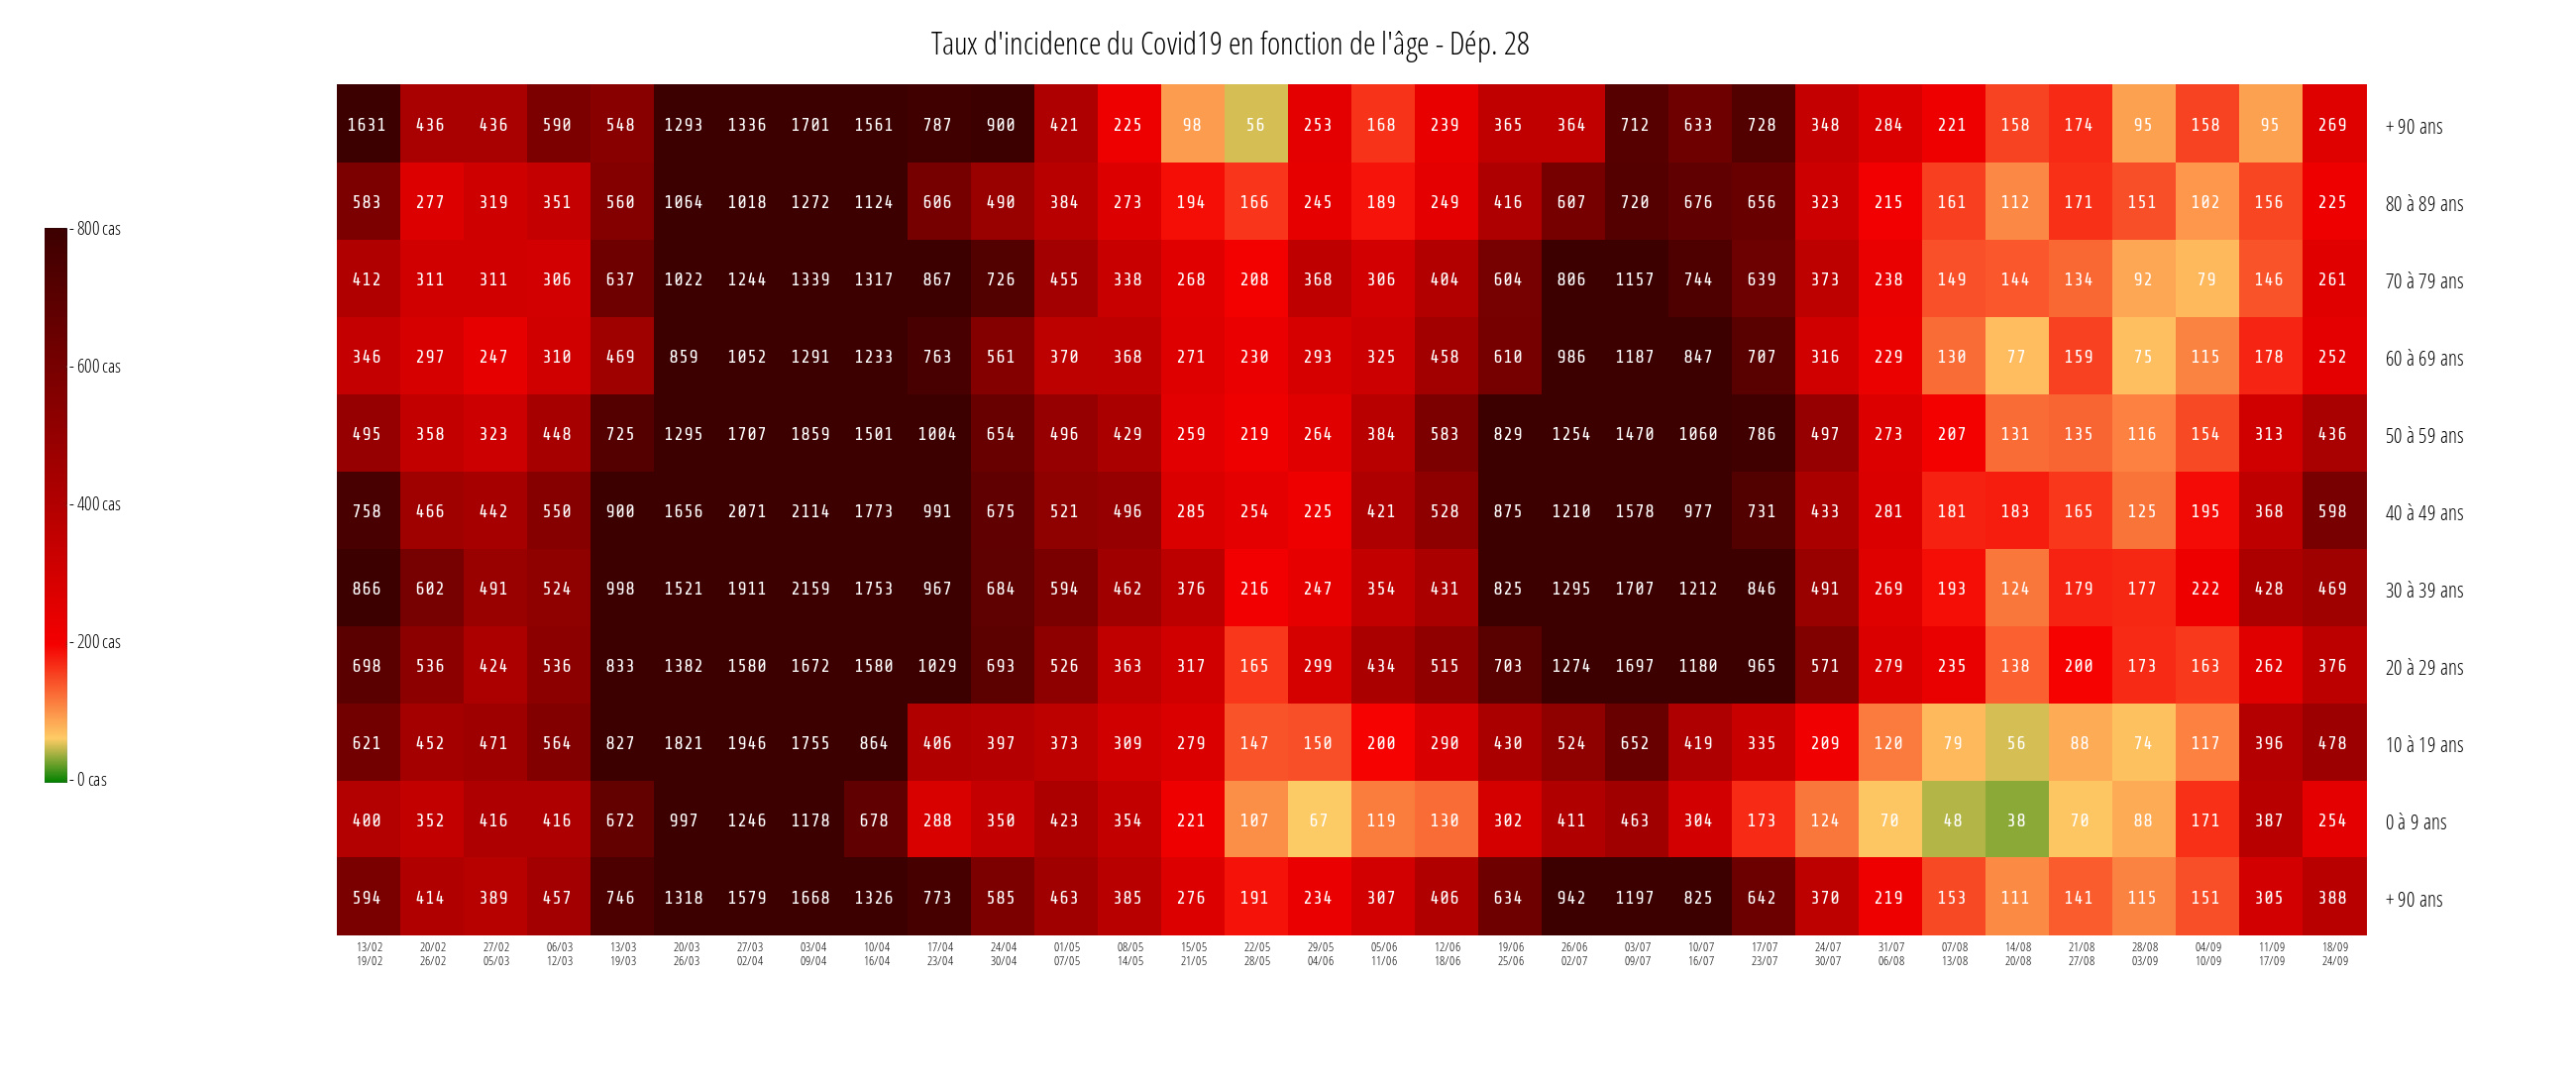 Taux d'incidence du Covid19 en fonction de l'âge - Dép. 28
- 800 cas
- 600 cas
- 400 cas
- 200 cas
- 0 cas
1631 436 436 590 548 1293 1336 1701 1561 787 900 421 225 98 56 253 168 239 365 364 712 633 728 348 284 221 158 174 95 158 95 269 + 90 ans
583 277 319 351 560 1064 1018 1272 1124 606 490 384 273 194 166 245 189 249 416 607 720 676 656 323 215 161 112 171 151 102 156 225 80 à 89 ans
412 311 311 306 637 1022 1244 1339 1317 867 726 455 338 268 208 368 306 404 604 806 1157 744 639 373 238 149 144 134 92 79 146 261 70 à 79 ans
346 297 247 310 469 859 1052 1291 1233 763 561 370 368 271 230 293 325 458 610 986 1187 847 707 316 229 130 77 159 75 115 178 252 60 à 69 ans
495 358 323 448 725 1295 1707 1859 1501 1004 654 496 429 259 219 264 384 583 829 1254 1470 1060 786 497 273 207 131 135 116 154 313 436 50 à 59 ans
758 466 442 550 900 1656 2071 2114 1773 991 675 521 496 285 254 225 421 528 875 1210 1578 977 731 433 281 181 183 165 125 195 368 598 40 à 49 ans
866 602 491 524 998 1521 1911 2159 1753 967 684 594 462 376 216 247 354 431 825 1295 1707 1212 846 491 269 193 124 179 177 222 428 469 30 à 39 ans
698 536 424 536 833 1382 1580 1672 1580 1029 693 526 363 317 165 299 434 515 703 1274 1697 1180 965 571 279 235 138 200 173 163 262 376 20 à 29 ans
621 452 471 564 827 1821 1946 1755 864 406 397 373 309 279 147 150 200 290 430 524 652 419 335 209 120 79 56 88 74 117 396 478 10 à 19 ans
400 352 416 416 672 997 1246 1178 678 288 350 423 354 221 107 67 119 130 302 411 463 304 173 124 70 48 38 70 88 171 387 254 0 à 9 ans
594 414 389 457 746 1318 1579 1668 1326 773 585 463 385 276 191 234 307 406 634 942 1197 825 642 370 219 153 111 141 115 151 305 388 + 90 ans
13/02 20/02 27/02 06/03 13/03 20/03 27/03 03/04 10/04 17/04 24/04 01/05 08/05 15/05 22/05 29/05 05/06 12/06 19/06 26/06 03/07 10/07 17/07 24/07 31/07 07/08 14/08 21/08 28/08 04/09 11/09 18/09
19/02 26/02 05/03 12/03 19/03 26/03 02/04 09/04 16/04 23/04 30/04 07/05 14/05 21/05 28/05 04/06 11/06 18/06 25/06 02/07 09/07 16/07 23/07 30/07 06/08 13/08 20/08 27/08 03/09 10/09 17/09 24/09